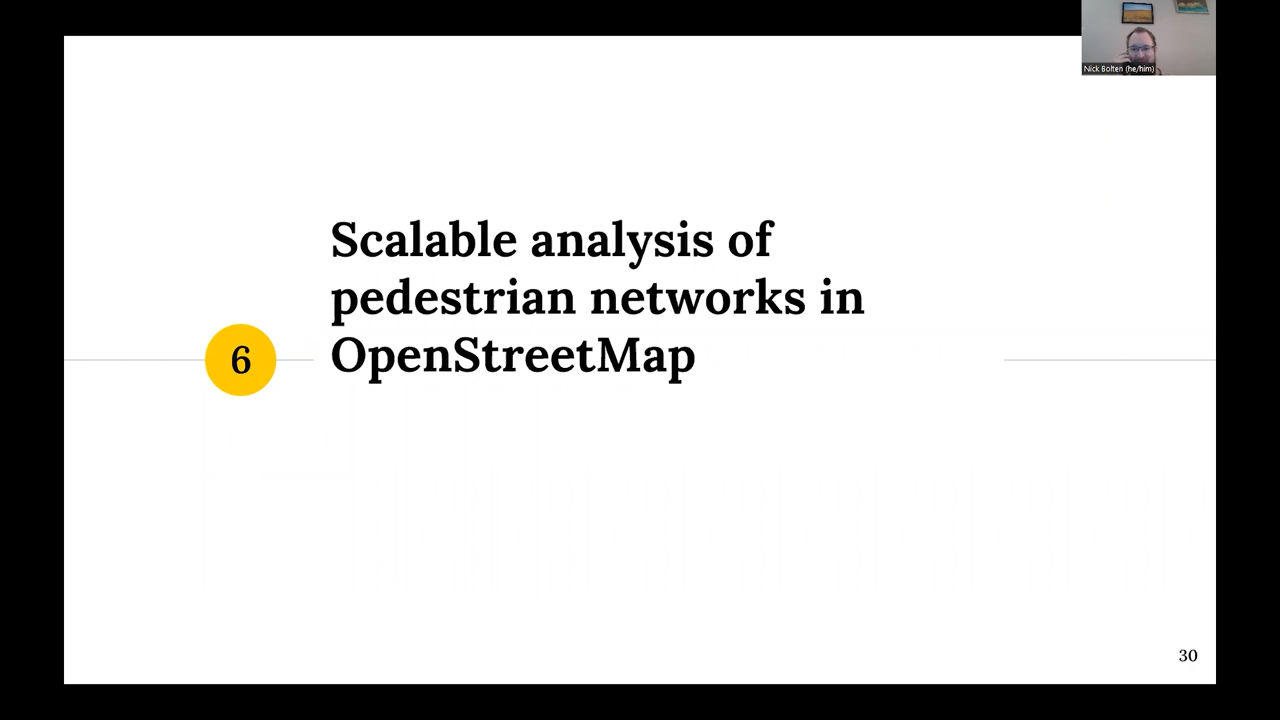 Nick Bolten (he/him)
Scalable analysis of
pedestrian networks in
OpenStreetMap
6
30